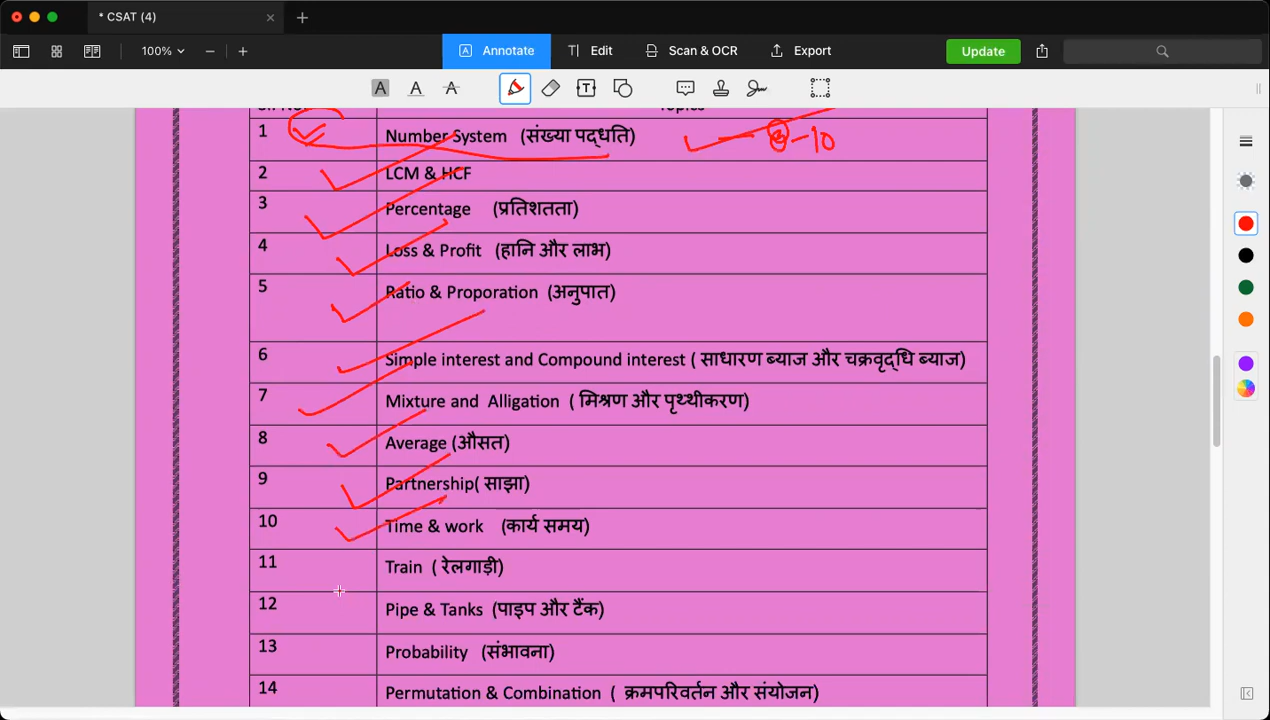 * CSAT (4)
100%
Annotate
Edit
Scan & OCR
Export
Update
Topics
1 Number System (संख्या पद्धति) 8-10
2 LCM & HCF
3 Percentage (प्रतिशतता)
4 Loss & Profit (हानि और लाभ)
5 Ratio & Proporation (अनुपात)
6 Simple interest and Compound interest ( साधारण ब्याज और चक्रवृद्धि ब्याज)
7 Mixture and Alligation ( मिश्रण और पृथ्थीकरण)
8 Average (औसत)
9 Partnership( साझा)
10 Time & work (कार्य समय)
11 Train ( रेलगाड़ी)
12 Pipe & Tanks (पाइप और टैंक)
13 Probability (संभावना)
14 Permutation & Combination ( क्रमपरिवर्तन और संयोजन)